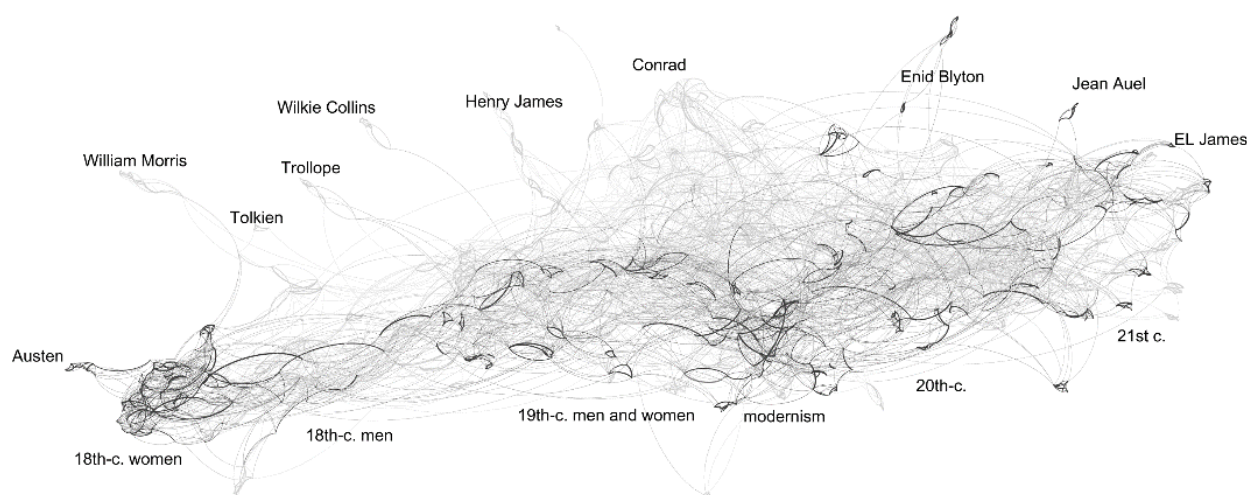 Conrad
Enid Blyton
Jean Auel
Wilkie Collins
Henry James
EL James
William Morris
Trollope
Tolkien
21st c.
Austen
20th-c.
19th-c. men and women
modernism
18th-c. men
18th-c. women